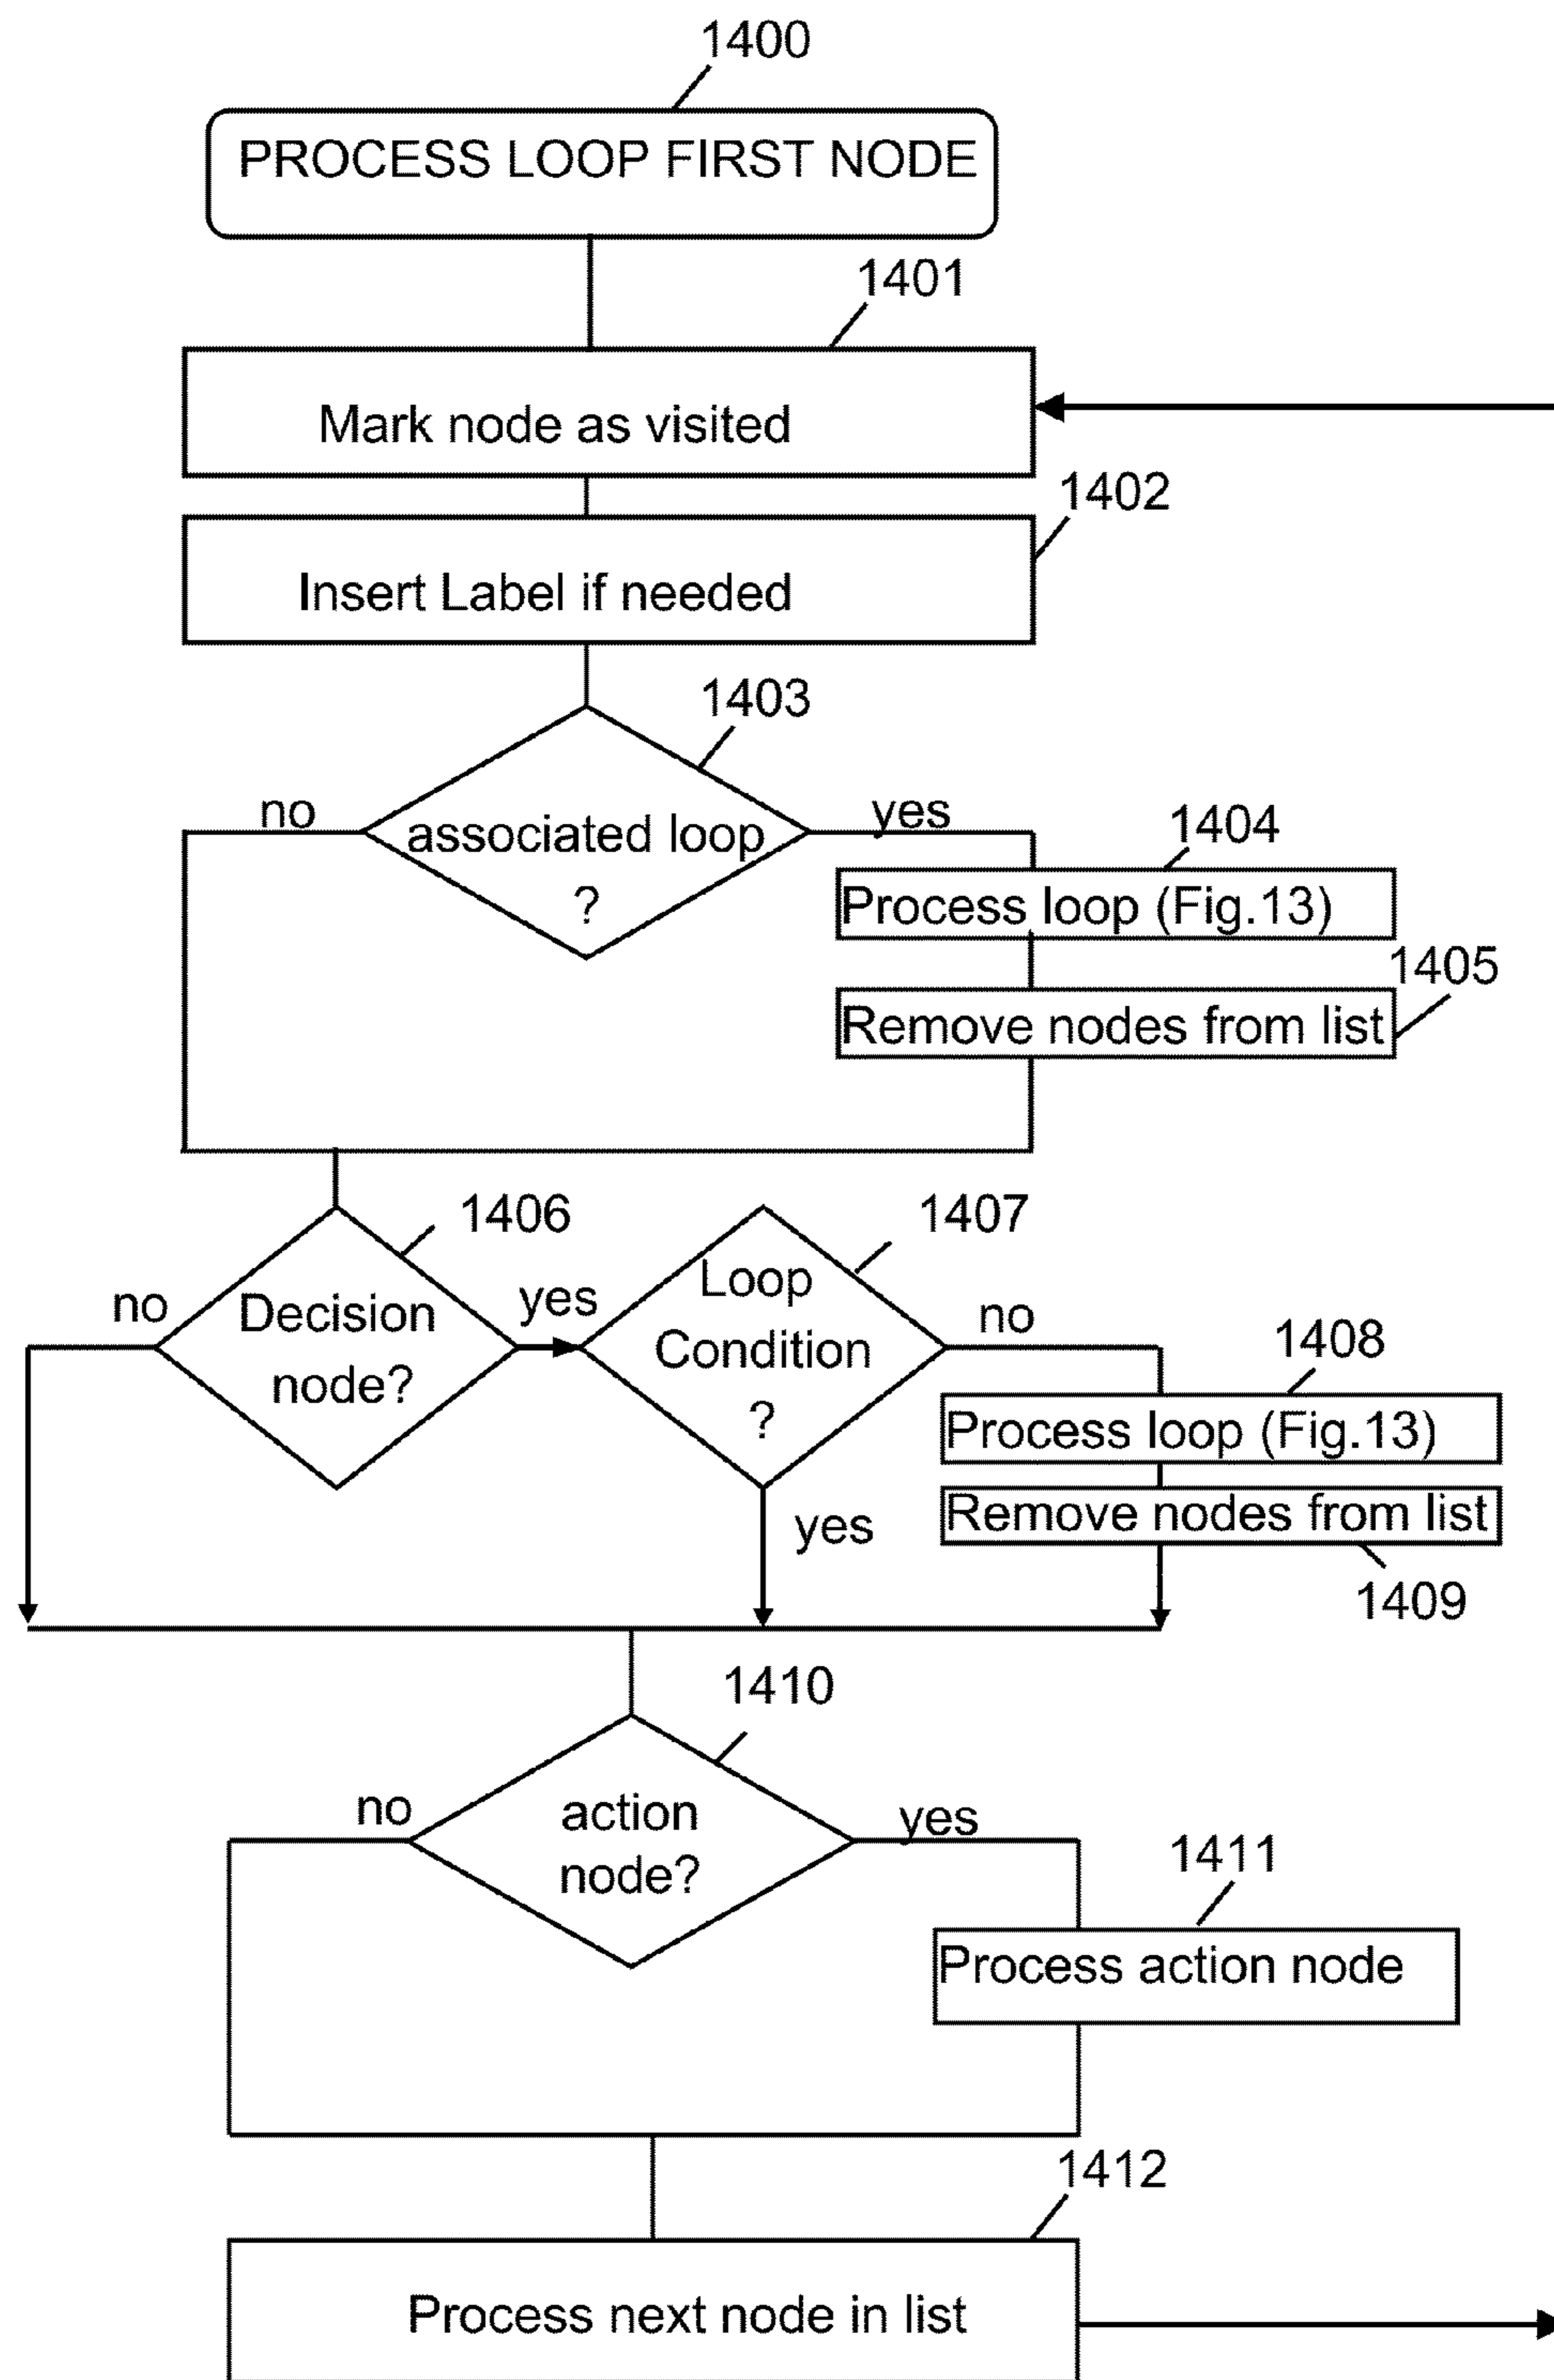 1400
PROCESS LOOP FIRST NODE
1401
Mark node as visited
1402
Insert Label if needed
1403
no
yes
associated loop
?
1404
Process loop (Fig.13)
1405
Remove nodes from list
1406
1407
no
Decision
node?
yes
Loop
Condition
?
no
yes
1408
Process loop (Fig.13)
Remove nodes from list
1409
1410
no
action
node?
yes
1411
Process action node
1412
Process next node in list